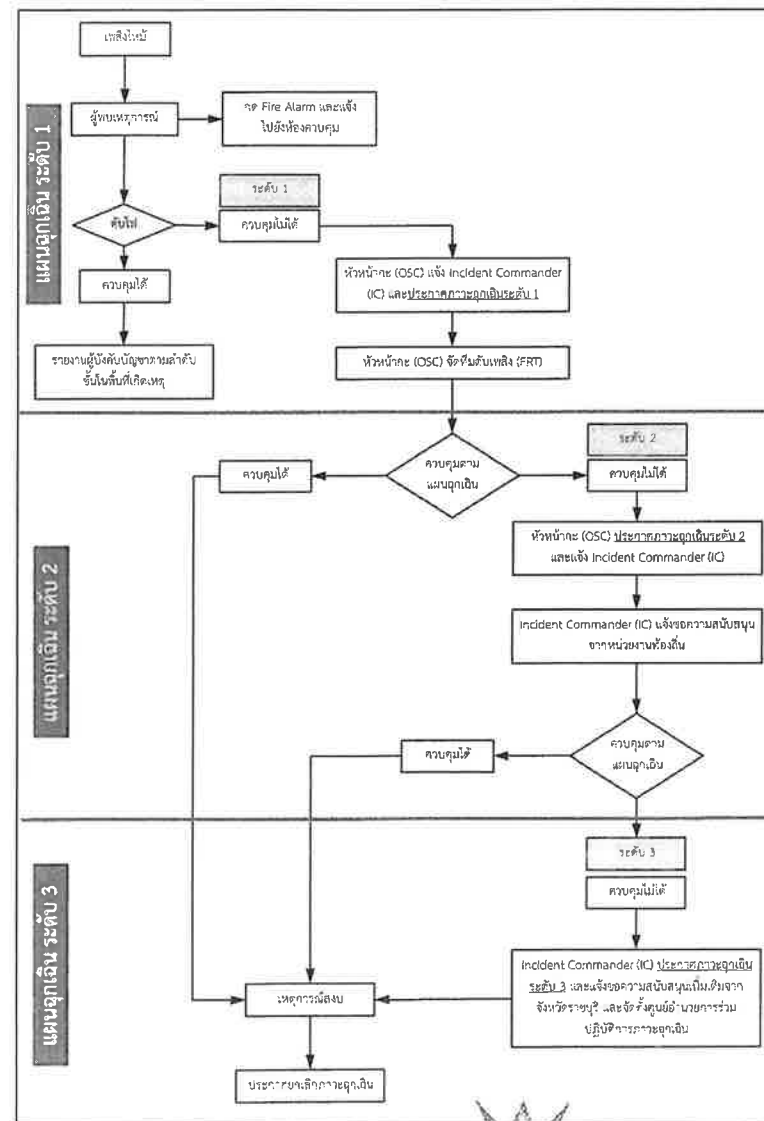 แผนฉุกเฉิน ระดับ 1
เพลิงไหม้
ผู้พบเหตุการณ์
กด Fire Alarm และแจ้ง
ไปยังห้องควบคุม
ดับไฟ
ระดับ 1
ควบคุมไม่ได้
ควบคุมได้
หัวหน้ากะ (OSC) แจ้ง Incident Commander
(IC) และประกาศภาวะฉุกเฉินระดับ 1
รายงานผู้บังคับบัญชาตามลำดับ
ชั้นในพื้นที่เกิดเหตุ
หัวหน้ากะ (OSC) จัดทีมดับเพลิง (FRT)
แผนฉุกเฉิน ระดับ 2
ควบคุมตาม
แผนฉุกเฉิน
ควบคุมได้
ระดับ 2
ควบคุมไม่ได้
หัวหน้ากะ (OSC) ประกาศภาวะฉุกเฉินระดับ 2
และแจ้ง Incident Commander (IC)
Incident Commander (IC) แจ้งขอความสนับสนุน
จากหน่วยงานท้องถิ่น
ควบคุมตาม
แผนฉุกเฉิน
ควบคุมได้
แผนฉุกเฉิน ระดับ 3
ระดับ 3
ควบคุมไม่ได้
Incident Commander (IC) ประกาศภาวะฉุกเฉิน
ระดับ 3 และแจ้งขอความสนับสนุนเพิ่มเติมจาก
จังหวัดราชบุรี และจัดตั้งศูนย์อำนวยการร่วม
ปฏิบัติการภาวะฉุกเฉิน
เหตุการณ์สงบ
ประกาศยกเลิกภาวะฉุกเฉิน